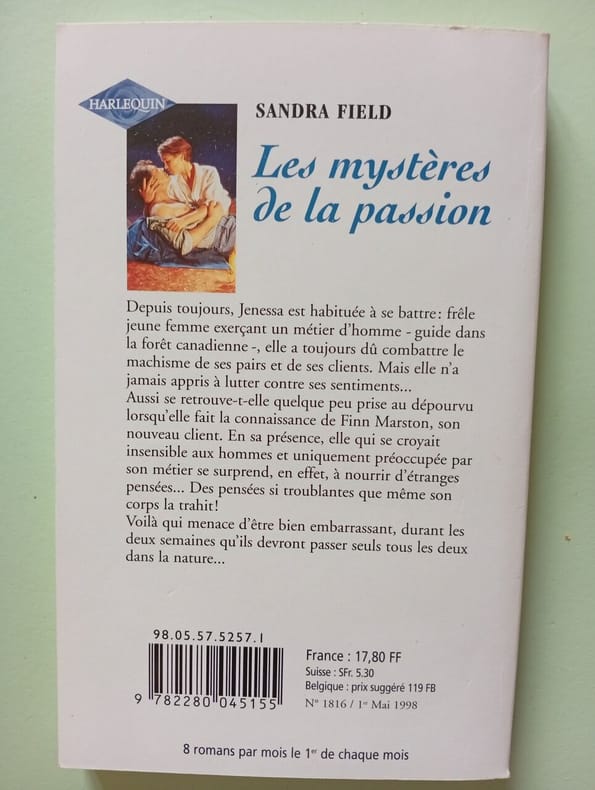 HARLEQUIN
SANDRA FIELD
Les mystères
de la passion
Depuis toujours, Jenessa est habituée à se battre : frêle
jeune femme exerçant un métier d'homme - guide dans
la forêt canadienne -, elle a toujours dû combattre le
machisme de ses pairs et de ses clients. Mais elle n'a
jamais appris à lutter contre ses sentiments...
Aussi se retrouve-t-elle quelque peu prise au dépourvu
lorsqu'elle fait la connaissance de Finn Marston, son
nouveau client. En sa présence, elle qui se croyait
insensible aux hommes et uniquement préoccupée par
son métier se surprend, en effet, à nourrir d'étranges
pensées... Des pensées si troublantes que même son
corps la trahit !
Voilà qui menace d'être bien embarrassant, durant les
deux semaines qu'ils devront passer seuls tous les deux
dans la nature...
98.05.57.5257.I
9 782280 045155
France : 17,80 FF
Suisse : SFr. 5.30
Belgique : prix suggéré 119 FB
N° 1816 / 1er Mai 1998
8 romans par mois le 1er de chaque mois